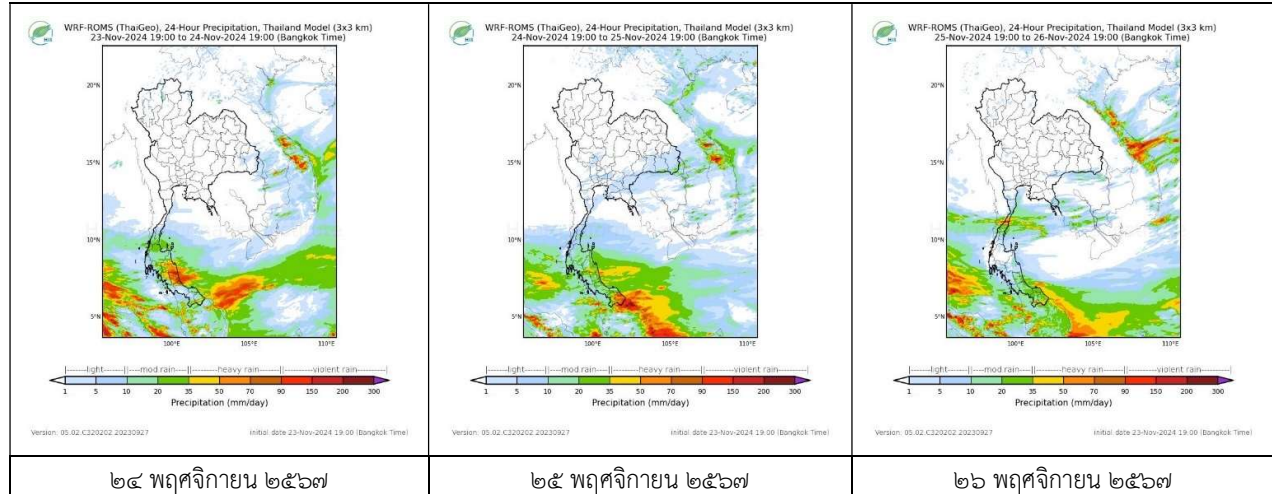 WRF-ROMS (ThaiGeo), 24-Hour Precipitation, Thailand Model (3x3 km)
23-Nov-2024 19:00 to 24-Nov-2024 19:00 (Bangkok Time)
20°N
15°N
10°N
5°N
100°E 105°E 110°E
light mod rain heavy rain violent rain
1 5 10 20 35 50 70 90 150 200 300
Precipitation (mm/day)
Version: 05.02.C320202.20230927 initial date 23-Nov-2024 19:00 (Bangkok Time)
๒๔ พฤศจิกายน ๒๕๖๗
WRF-ROMS (ThaiGeo), 24-Hour Precipitation, Thailand Model (3x3 km)
24-Nov-2024 19:00 to 25-Nov-2024 19:00 (Bangkok Time)
20°N
15°N
10°N
5°N
100°E 105°E 110°E
light mod rain heavy rain violent rain
1 5 10 20 35 50 70 90 150 200 300
Precipitation (mm/day)
Version: 05.02.C320202.20230927 initial date 23-Nov-2024 19:00 (Bangkok Time)
๒๕ พฤศจิกายน ๒๕๖๗
WRF-ROMS (ThaiGeo), 24-Hour Precipitation, Thailand Model (3x3 km)
25-Nov-2024 19:00 to 26-Nov-2024 19:00 (Bangkok Time)
20°N
15°N
10°N
5°N
100°E 105°E 110°E
light mod rain heavy rain violent rain
1 5 10 20 35 50 70 90 150 200 300
Precipitation (mm/day)
Version: 05.02.C320202.20230927 initial date 23-Nov-2024 19:00 (Bangkok Time)
๒๖ พฤศจิกายน ๒๕๖๗